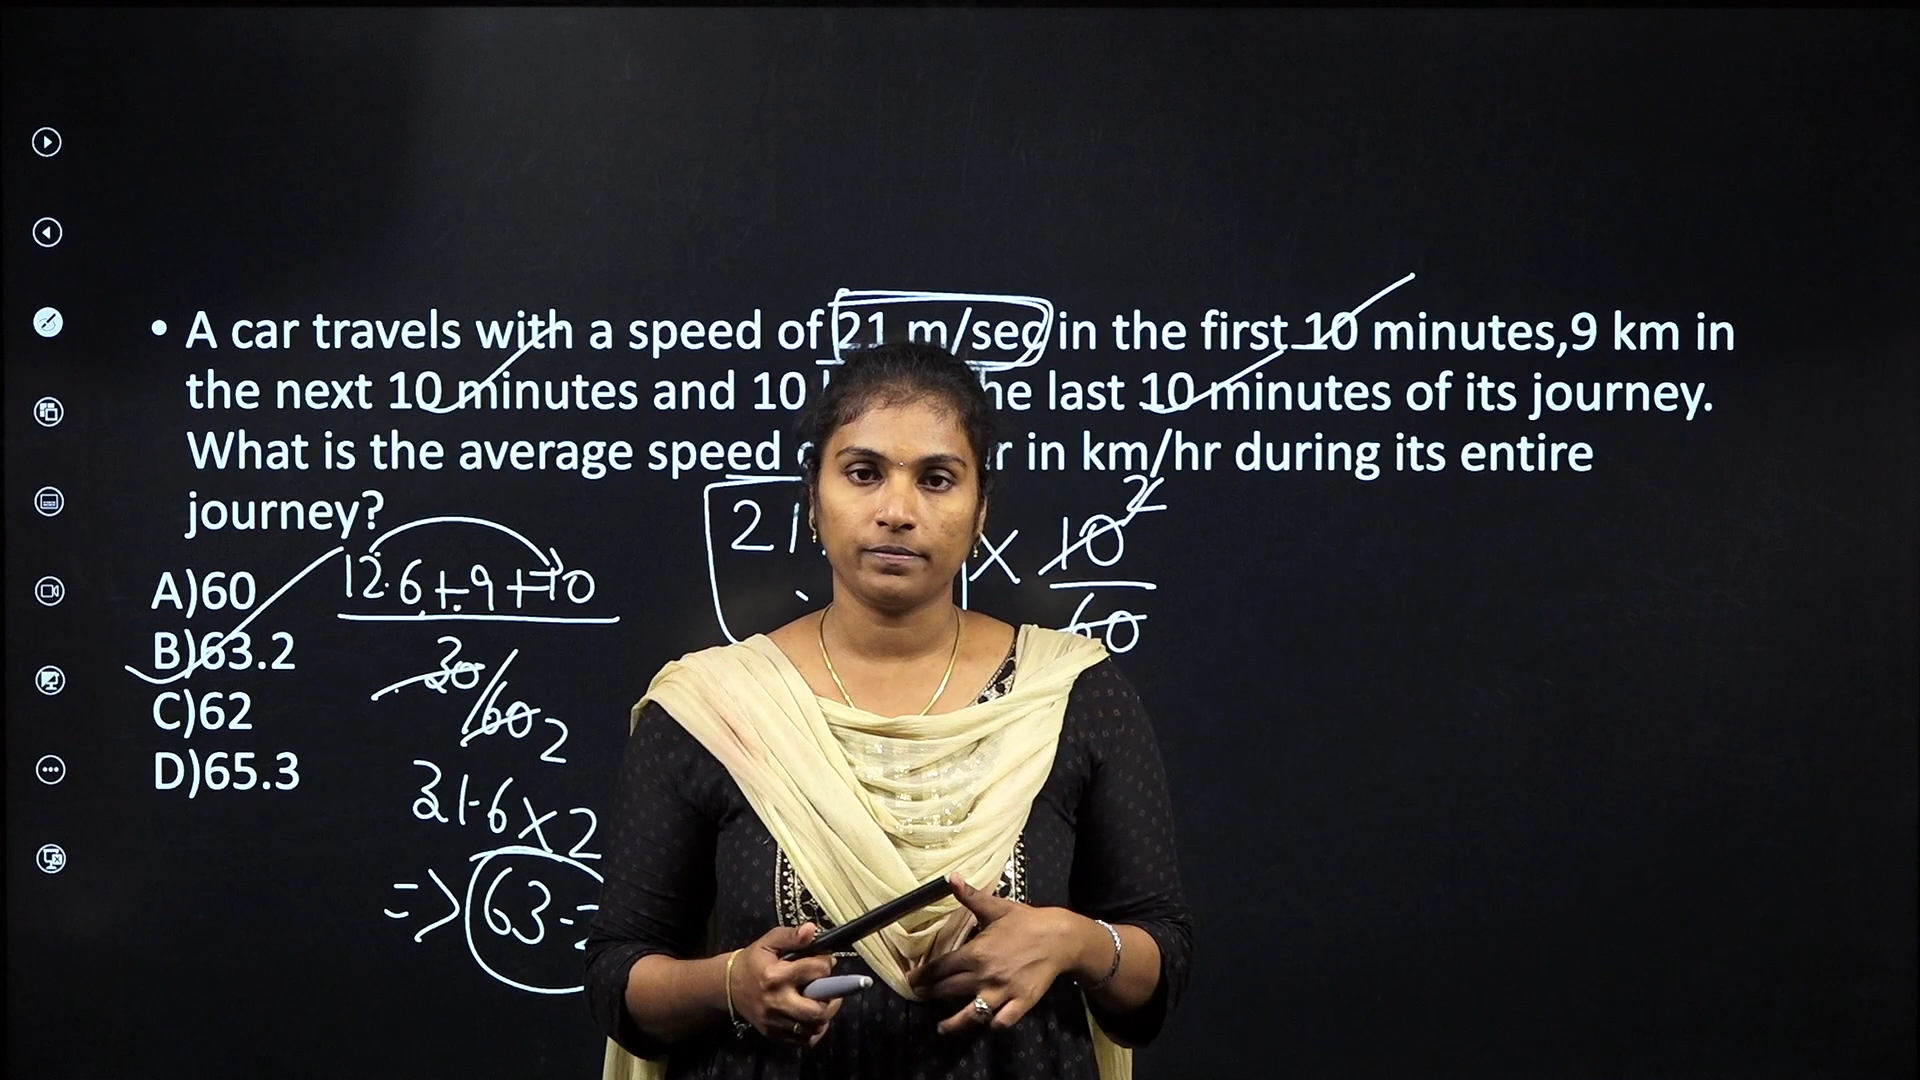 • A car travels with a speed of 21 m/sec in the first 10 minutes,9 km in
the next 10 minutes and 10 the last 10 minutes of its journey.
What is the average speed in km/hr during its entire
journey?
A)60
B)63.2
C)62
D)65.3
12.6+9+10
30/60 2
31.6×2
=> 63.2
21 × 10 2
60